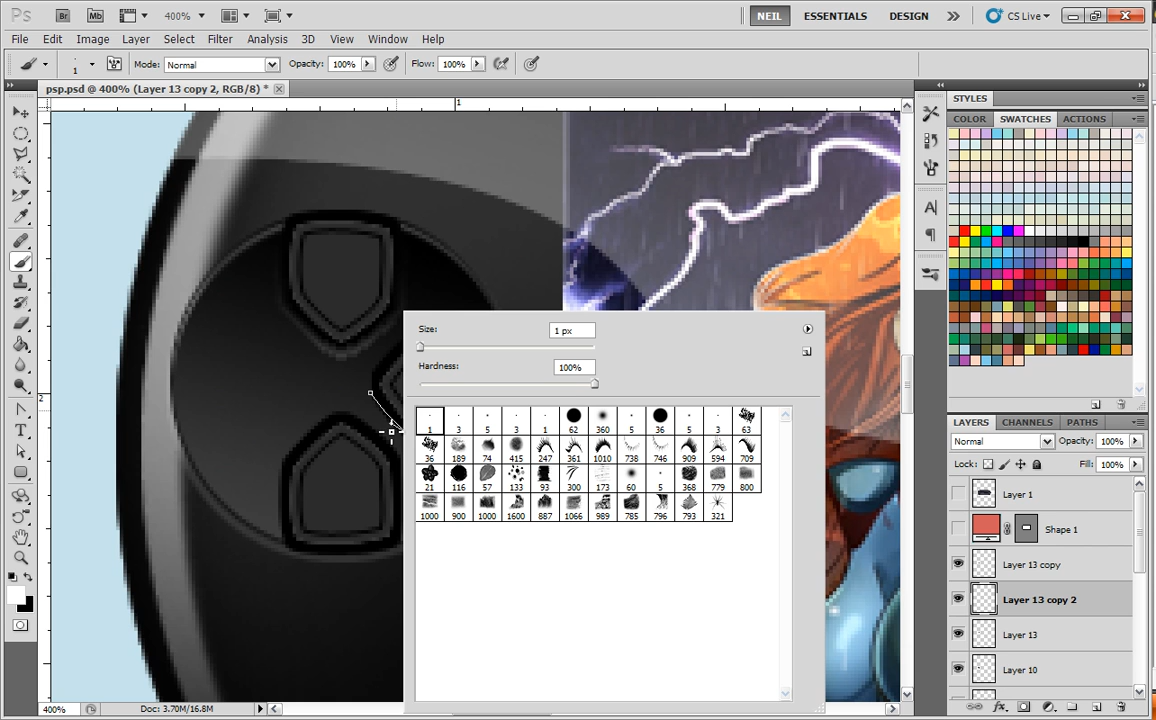 Ps Br Mb 400% NEIL ESSENTIALS DESIGN CS Live
File Edit Image Layer Select Filter Analysis 3D View Window Help
1 Mode: Normal Opacity: 100% Flow: 100%
psp.psd @ 400% (Layer 13 copy 2, RGB/8) *
1
2
Size: 1 px
Hardness: 100%
1 3 5 3 1 62 360 5 36 5 3 63
36 189 74 415 247 361 1010 738 746 909 594 709
21 116 57 133 93 300 173 60 5 368 779 800
1000 900 1000 1600 887 1066 989 785 796 793 321
STYLES
COLOR SWATCHES ACTIONS
LAYERS CHANNELS PATHS
Normal Opacity: 100%
Lock: Fill: 100%
Layer 1
Shape 1
Layer 13 copy
Layer 13 copy 2
Layer 13
Layer 10
400% Doc: 3.70M/16.8M